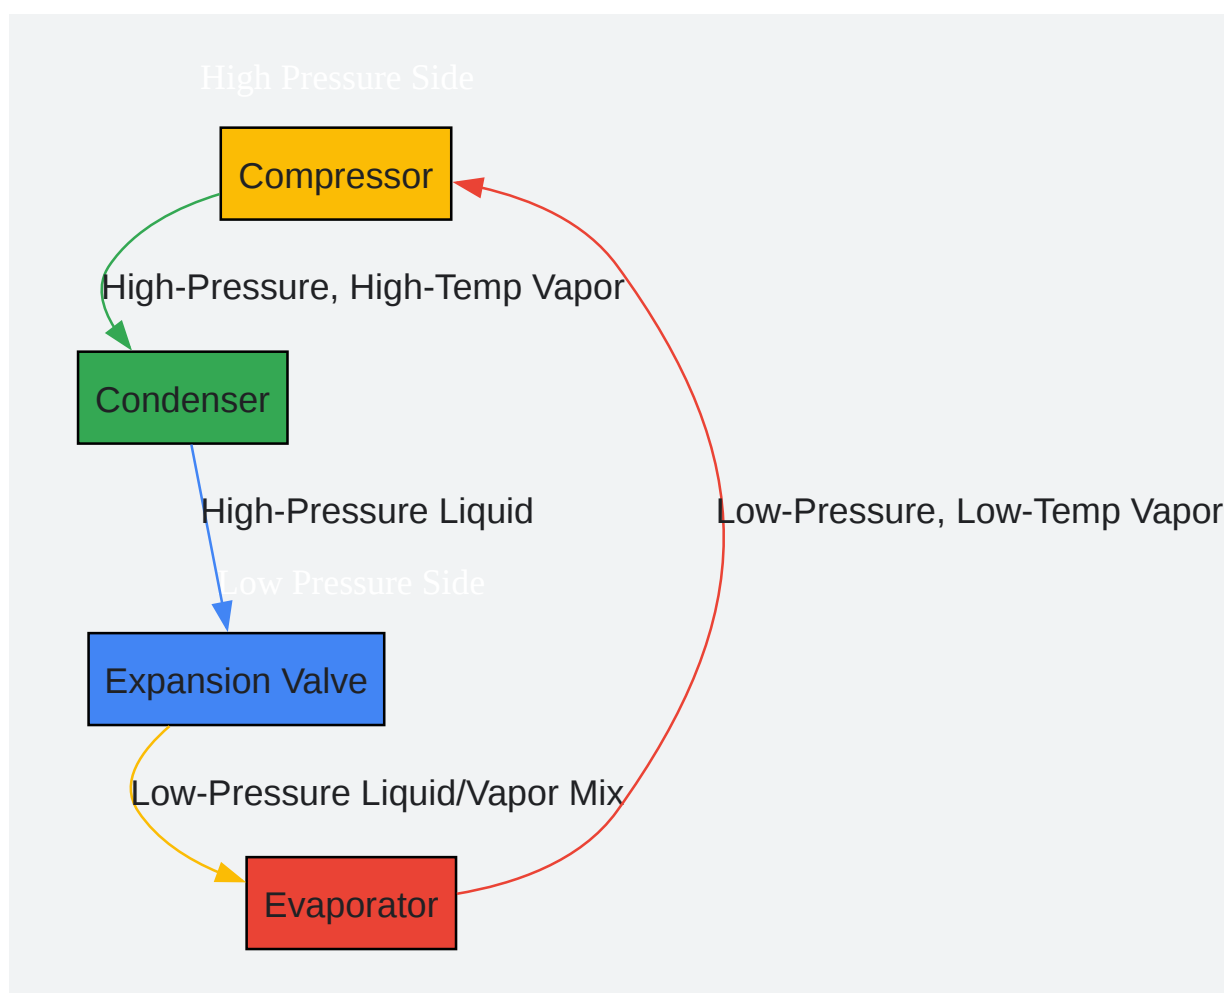 High Pressure Side
Compressor
High-Pressure, High-Temp Vapor
Condenser
High-Pressure Liquid
Low-Pressure, Low-Temp Vapor
Low Pressure Side
Expansion Valve
Low-Pressure Liquid/Vapor Mix
Evaporator